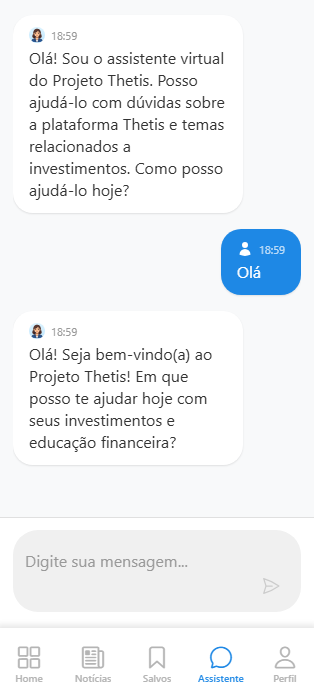 18:59
Olá! Sou o assistente virtual
do Projeto Thetis. Posso
ajudá-lo com dúvidas sobre
a plataforma Thetis e temas
relacionados a
investimentos. Como posso
ajudá-lo hoje?
18:59
Olá
18:59
Olá! Seja bem-vindo(a) ao
Projeto Thetis! Em que
posso te ajudar hoje com
seus investimentos e
educação financeira?
Digite sua mensagem...
Home Notícias Salvos Assistente Perfil